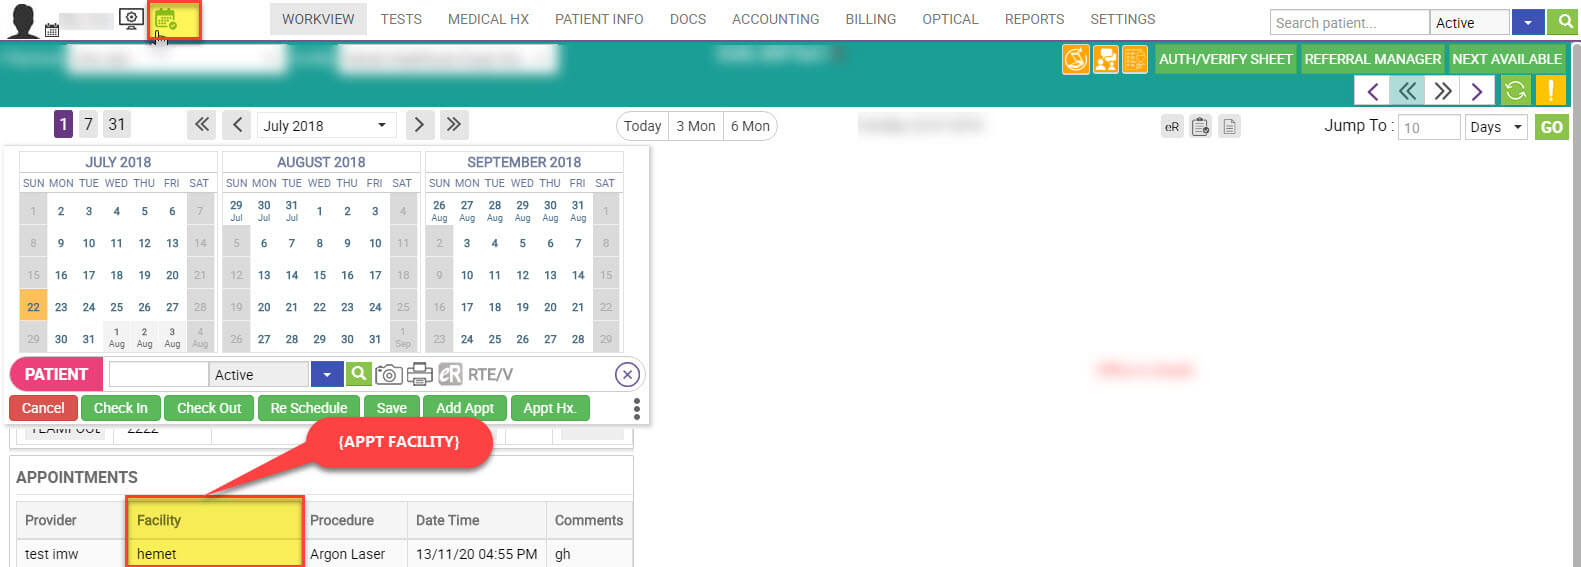 WORKVIEW TESTS MEDICAL HX PATIENT INFO DOCS ACCOUNTING BILLING OPTICAL REPORTS SETTINGS Search patient... Active
AUTH/VERIFY SHEET REFERRAL MANAGER NEXT AVAILABLE
1 7 31 July 2018 Today 3 Mon 6 Mon eR Jump To : 10 Days GO
JULY 2018 AUGUST 2018 SEPTEMBER 2018
SUN MON TUE WED THU FRI SAT SUN MON TUE WED THU FRI SAT SUN MON TUE WED THU FRI SAT
1 2 3 4 5 6 7 29 Jul 30 Jul 31 Jul 1 2 3 4 26 Aug 27 Aug 28 Aug 29 Aug 30 Aug 31 Aug 1
8 9 10 11 12 13 14 5 6 7 8 9 10 11 2 3 4 5 6 7 8
15 16 17 18 19 20 21 12 13 14 15 16 17 18 9 10 11 12 13 14 15
22 23 24 25 26 27 28 19 20 21 22 23 24 25 16 17 18 19 20 21 22
29 30 31 1 Aug 2 Aug 3 Aug 4 Aug 26 27 28 29 30 31 1 Sep 23 24 25 26 27 28 29
PATIENT Active eR RTE/V
Cancel Check In Check Out Re Schedule Save Add Appt Appt Hx.
2222
{APPT FACILITY}
APPOINTMENTS
Provider Facility Procedure Date Time Comments
test imw hemet Argon Laser 13/11/20 04:55 PM gh